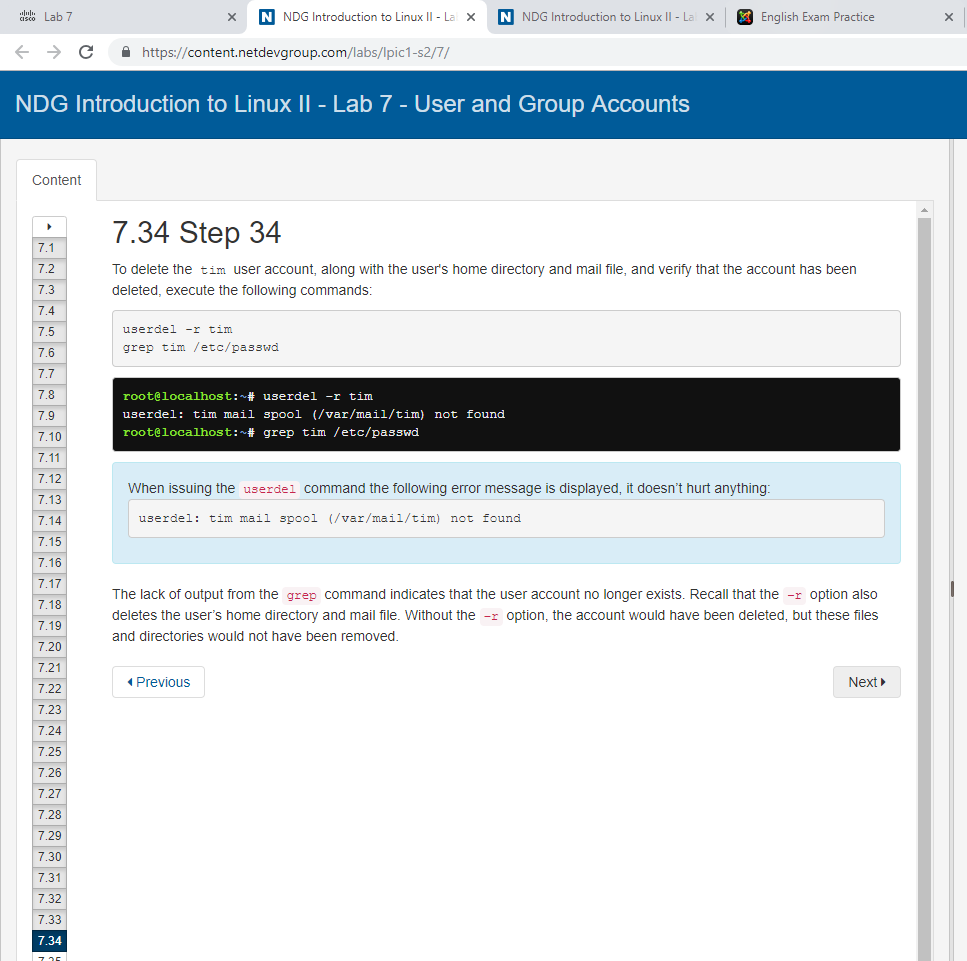 Lab 7
NDG Introduction to Linux II - La
NDG Introduction to Linux II - La
English Exam Practice
https://content.netdevgroup.com/labs/lpic1-s2/7/
NDG Introduction to Linux II - Lab 7 - User and Group Accounts
Content
7.1
7.2
7.3
7.4
7.5
7.6
7.7
7.8
7.9
7.10
7.11
7.12
7.13
7.14
7.15
7.16
7.17
7.18
7.19
7.20
7.21
7.22
7.23
7.24
7.25
7.26
7.27
7.28
7.29
7.30
7.31
7.32
7.33
7.34
7.34 Step 34
To delete the tim user account, along with the user's home directory and mail file, and verify that the account has been
deleted, execute the following commands:
userdel -r tim
grep tim /etc/passwd
root@localhost:~# userdel -r tim
userdel: tim mail spool (/var/mail/tim) not found
root@localhost:~# grep tim /etc/passwd
When issuing the userdel command the following error message is displayed, it doesn’t hurt anything:
userdel: tim mail spool (/var/mail/tim) not found
The lack of output from the grep command indicates that the user account no longer exists. Recall that the -r option also
deletes the user’s home directory and mail file. Without the -r option, the account would have been deleted, but these files
and directories would not have been removed.
Previous
Next